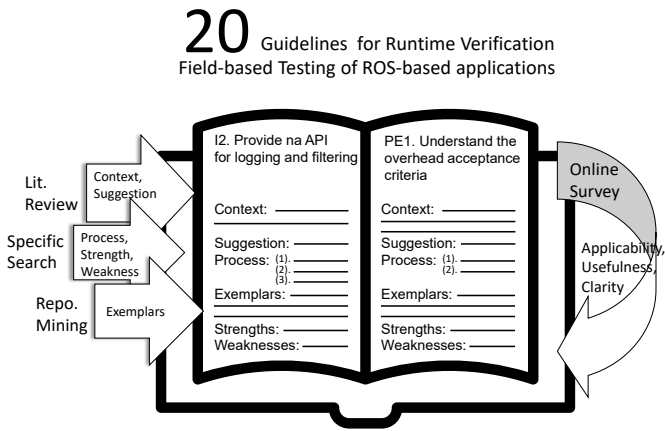 20 Guidelines for Runtime Verification
Field-based Testing of ROS-based applications
Lit.
Review
Context,
Suggestion
Specific
Search
Process,
Strength,
Weakness
Repo.
Mining
Exemplars
I2. Provide na API
for logging and filtering
Context:
Suggestion:
Process: (1).
(2).
(3).
Exemplars:
Strengths:
Weaknesses:
PE1. Understand the
overhead acceptance
criteria
Context:
Suggestion:
Process: (1).
(2).
Exemplars:
Strengths:
Weaknesses:
Online
Survey
Applicability,
Usefulness,
Clarity